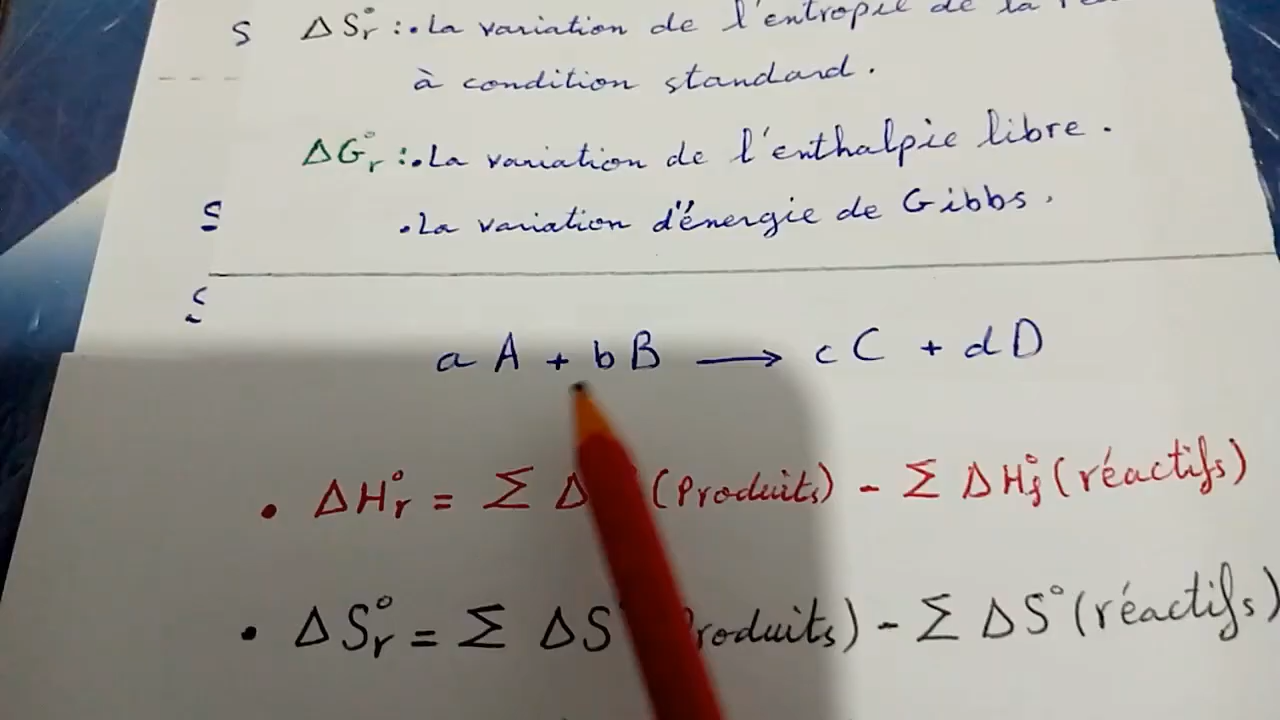 S ΔS°r : . La variation de l'entropie de la
à condition standard.
ΔG°r : . La variation de l'enthalpie libre.
S . La variation d'énergie de Gibbs.
S
a A + b B → c C + d D
• ΔH°r = Σ Δ (Produits) - Σ ΔH°f (réactifs)
• ΔS°r = Σ ΔS° roduits) - Σ ΔS° (réactifs)